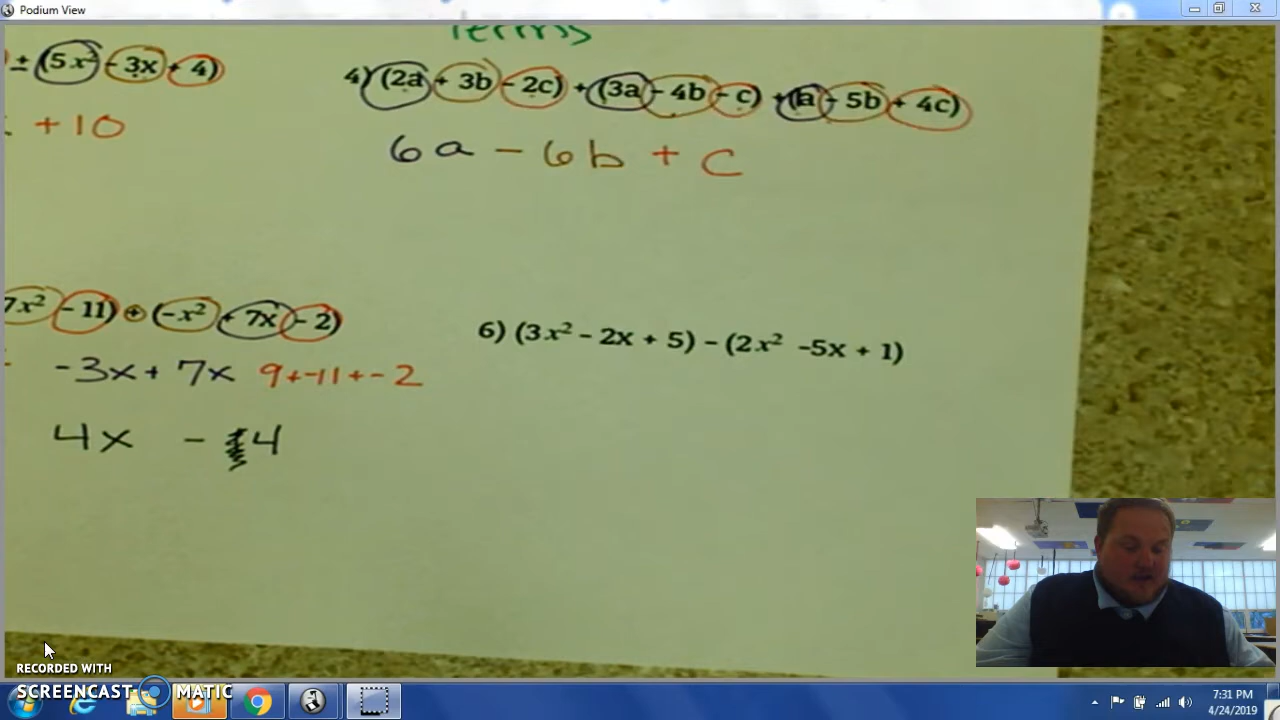 Podium View
Terms
± (5x² - 3x + 4)
+10
4) (2a + 3b - 2c) + (3a - 4b - c) + (a - 5b + 4c)
6a - 6b + c
7x² - 11) + (-x² + 7x - 2)
-3x + 7x 9+-11+-2
4x - 4
6) (3x² - 2x + 5) - (2x² -5x + 1)
RECORDED WITH
SCREENCAST MATIC
7:31 PM
4/24/2019